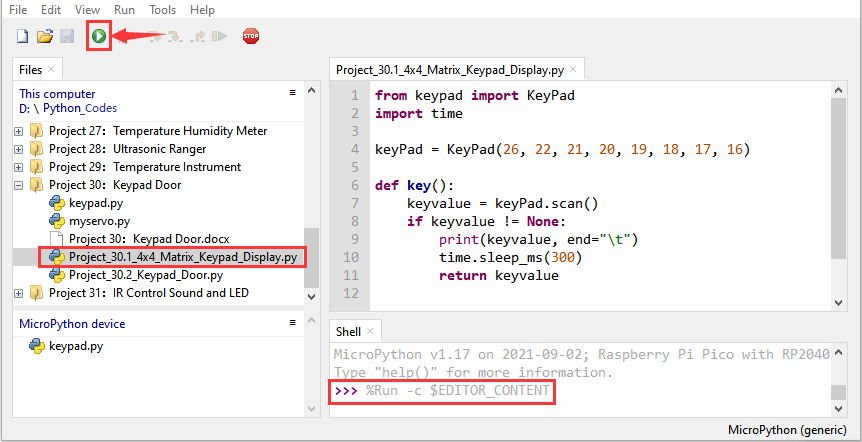 File Edit View Run Tools Help
STOP
Files ×
This computer
D: \ Python_Codes
Project 27：Temperature Humidity Meter
Project 28：Ultrasonic Ranger
Project 29：Temperature Instrument
Project 30：Keypad Door
keypad.py
myservo.py
Project 30：Keypad Door.docx
Project_30.1_4x4_Matrix_Keypad_Display.py
Project_30.2_Keypad_Door.py
Project 31：IR Control Sound and LED
MicroPython device
keypad.py
Project_30.1_4x4_Matrix_Keypad_Display.py ×
1 from keypad import KeyPad
2 import time
3
4 keyPad = KeyPad(26, 22, 21, 20, 19, 18, 17, 16)
5
6 def key():
7 keyvalue = keyPad.scan()
8 if keyvalue != None:
9 print(keyvalue, end="\t")
10 time.sleep_ms(300)
11 return keyvalue
12
Shell ×
MicroPython v1.17 on 2021-09-02; Raspberry Pi Pico with RP2040
Type "help()" for more information.
>>> %Run -c $EDITOR_CONTENT
MicroPython (generic)